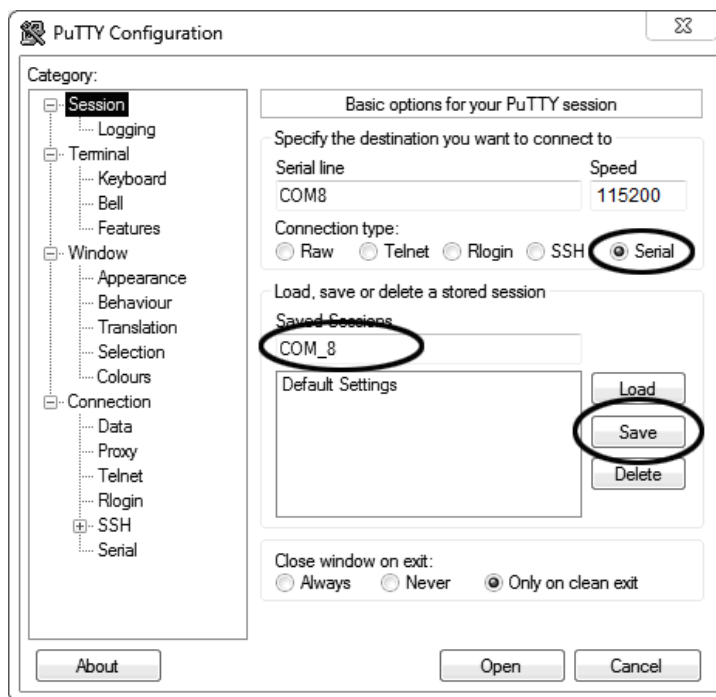 PuTTY Configuration
Category:
Session
Logging
Terminal
Keyboard
Bell
Features
Window
Appearance
Behaviour
Translation
Selection
Colours
Connection
Data
Proxy
Telnet
Rlogin
SSH
Serial
Basic options for your PuTTY session
Specify the destination you want to connect to
Serial line Speed
COM8 115200
Connection type:
Raw Telnet Rlogin SSH Serial
Load, save or delete a stored session
Saved Sessions
COM_8
Default Settings
Load
Save
Delete
Close window on exit:
Always Never Only on clean exit
About Open Cancel